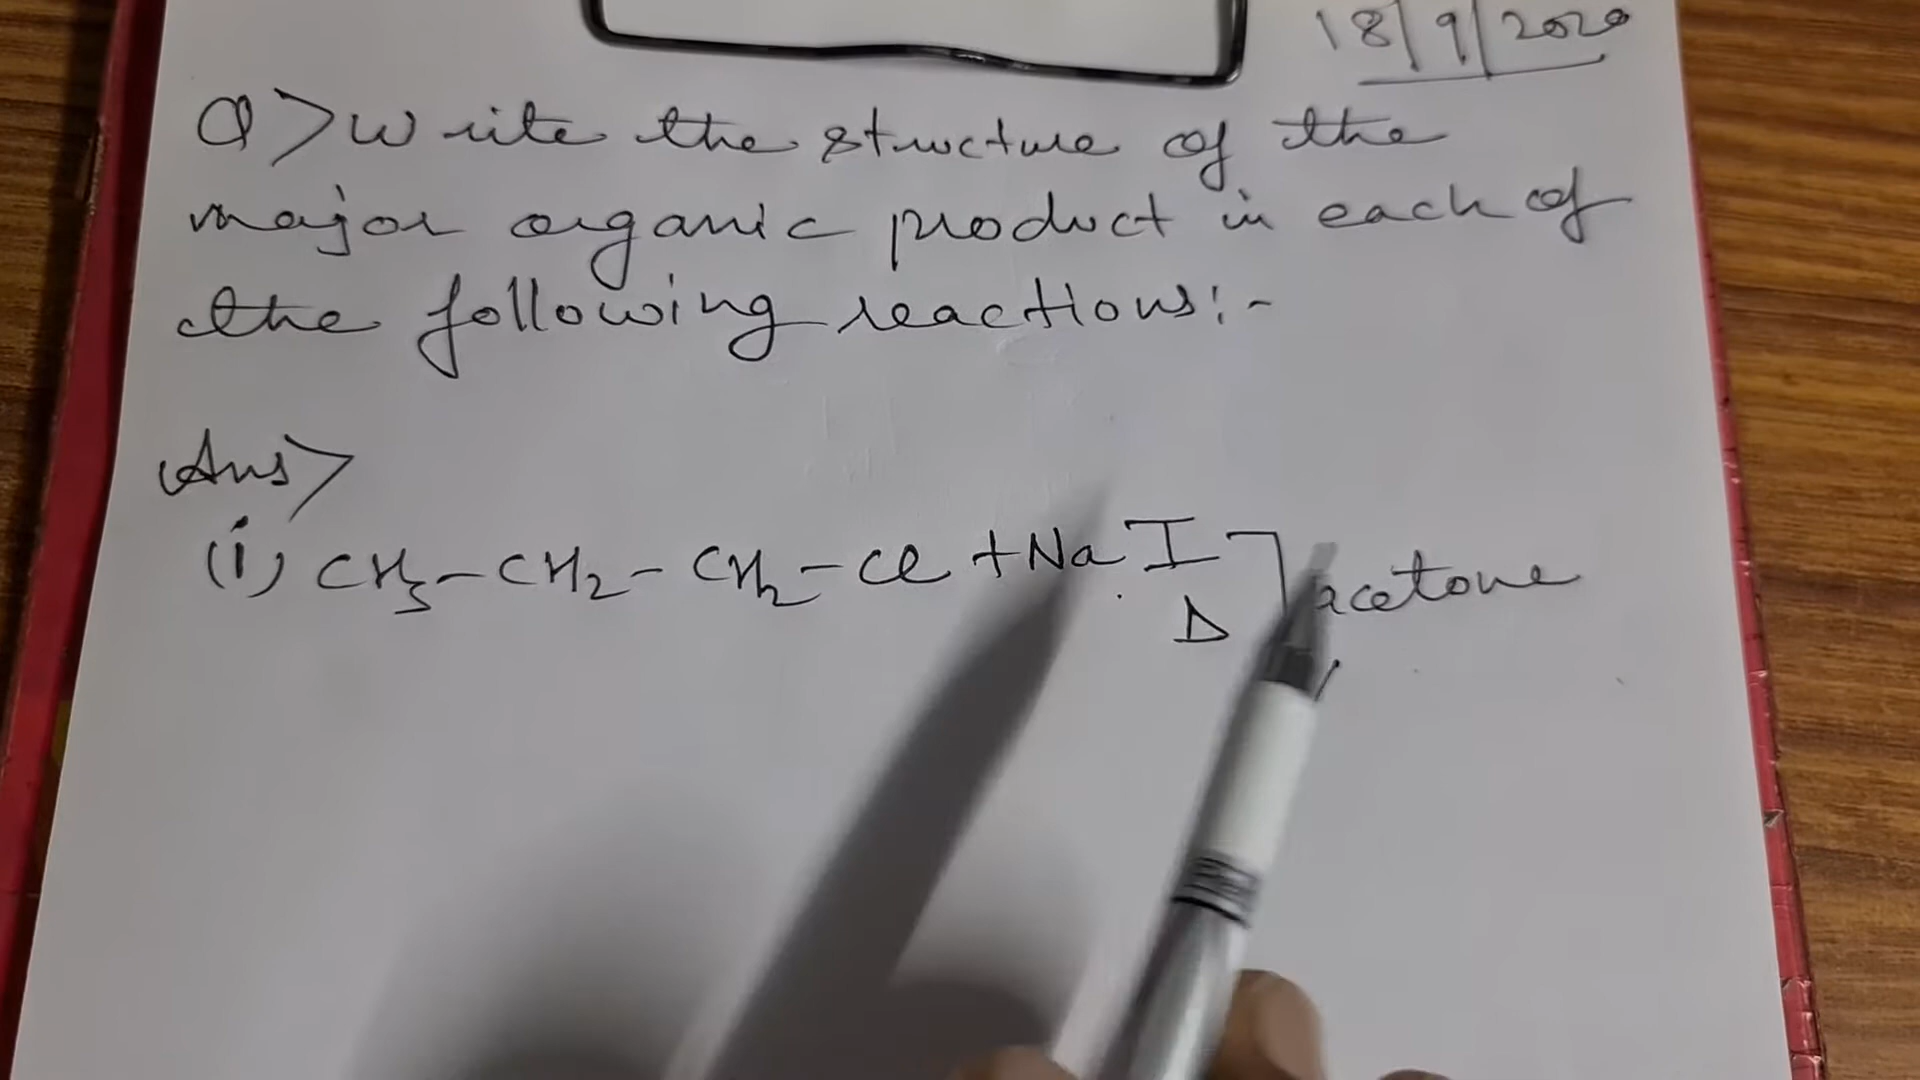 18/9/2020
Q> Write the structure of the
major organic product in each of
the following reactions:-
Ans>
(i) CH3-CH2-CH2-Cl + NaI acetone
Δ